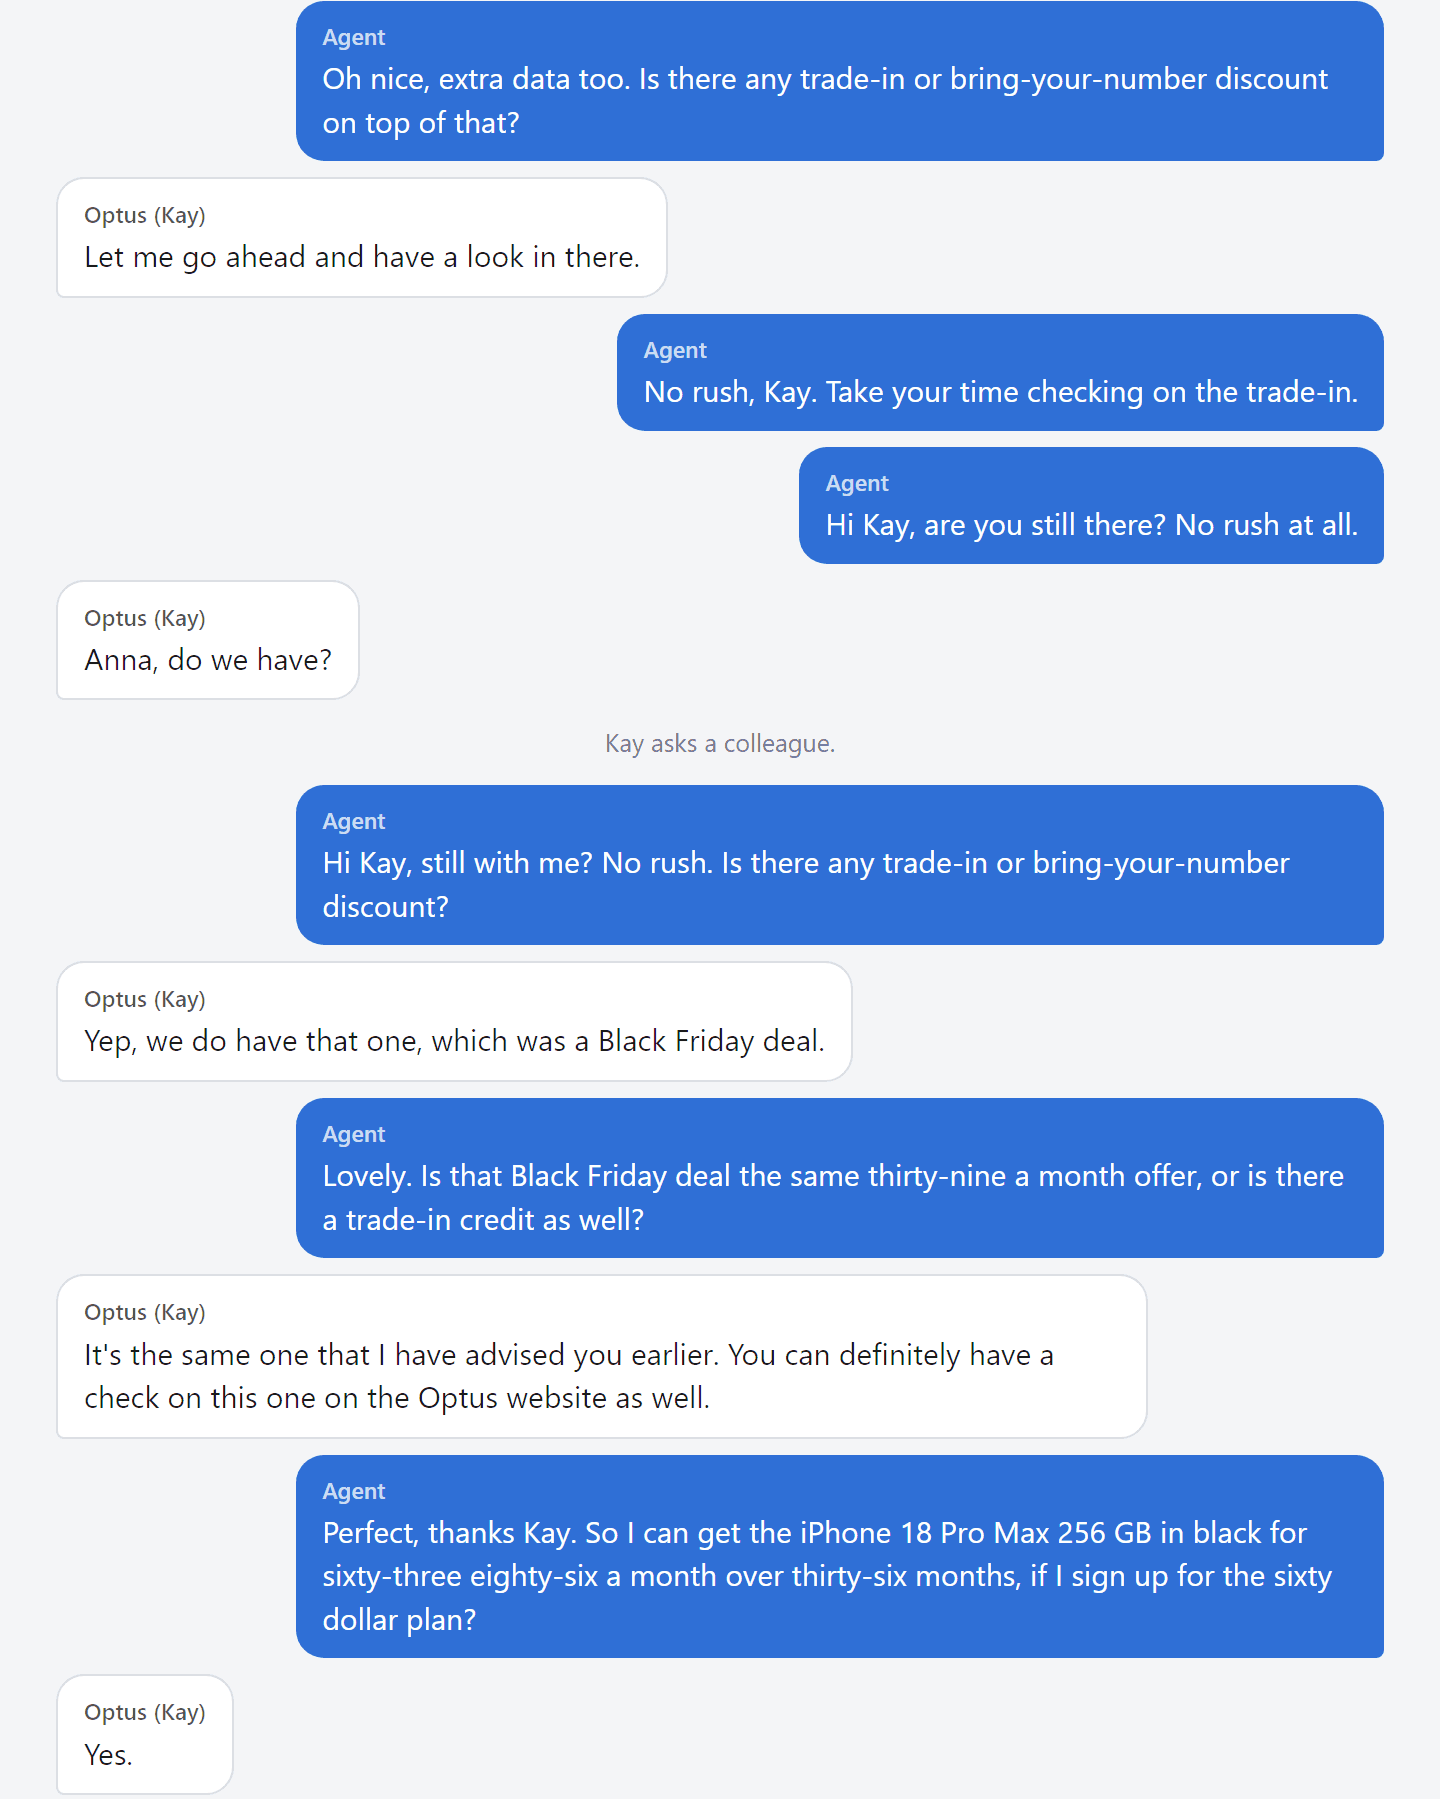 Agent
Oh nice, extra data too. Is there any trade-in or bring-your-number discount
on top of that?
Optus (Kay)
Let me go ahead and have a look in there.
Agent
No rush, Kay. Take your time checking on the trade-in.
Agent
Hi Kay, are you still there? No rush at all.
Optus (Kay)
Anna, do we have?
Kay asks a colleague.
Agent
Hi Kay, still with me? No rush. Is there any trade-in or bring-your-number
discount?
Optus (Kay)
Yep, we do have that one, which was a Black Friday deal.
Agent
Lovely. Is that Black Friday deal the same thirty-nine a month offer, or is there
a trade-in credit as well?
Optus (Kay)
It's the same one that I have advised you earlier. You can definitely have a
check on this one on the Optus website as well.
Agent
Perfect, thanks Kay. So I can get the iPhone 18 Pro Max 256 GB in black for
sixty-three eighty-six a month over thirty-six months, if I sign up for the sixty
dollar plan?
Optus (Kay)
Yes.